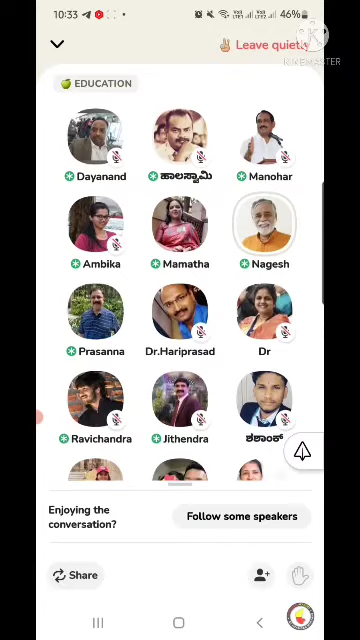 10:33
46%
Leave quietly
KINEMASTER
EDUCATION
Dayanand
ಹಾಲಸ್ವಾಮಿ
Manohar
Ambika
Mamatha
Nagesh
Prasanna
Dr.Hariprasad
Dr
Ravichandra
Jithendra
ಶಶಾಂಕ್
Enjoying the
conversation?
Follow some speakers
Share